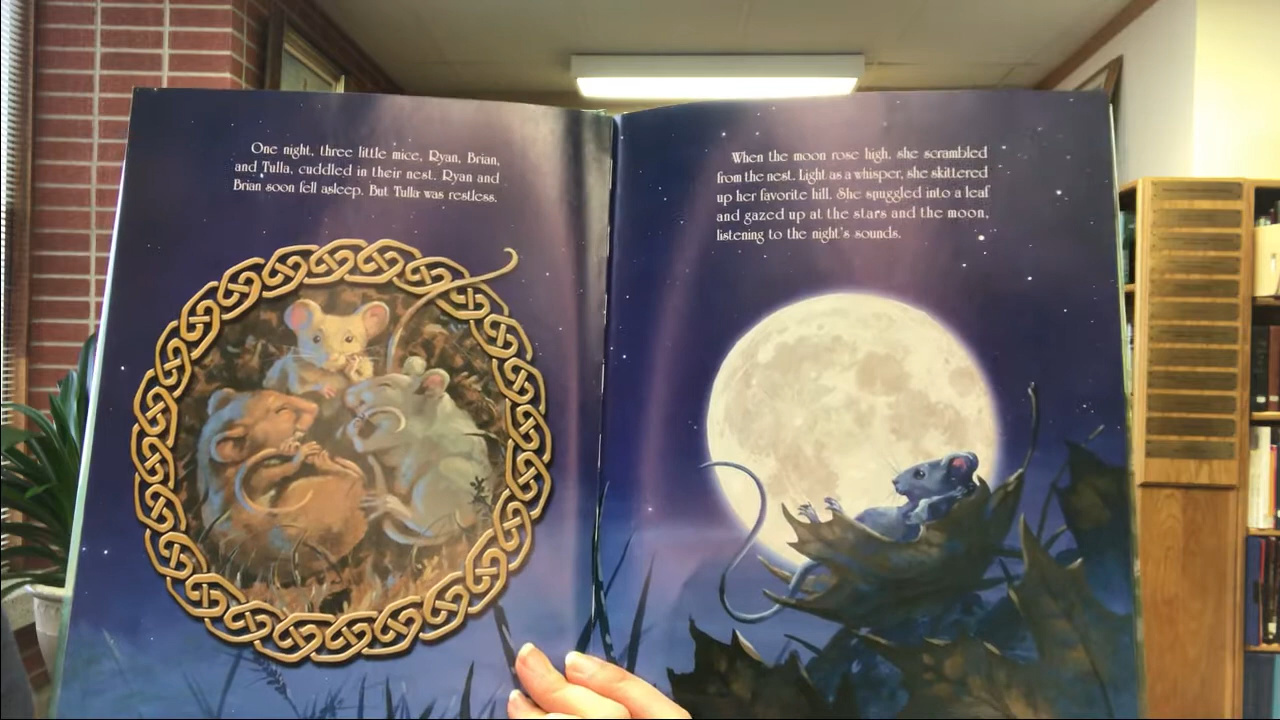 One night, three little mice, Ryan, Brian,
and Tulla, cuddled in their nest. Ryan and
Brian soon fell asleep. But Tulla was restless.
When the moon rose high, she scrambled
from the nest. Light as a whisper, she skittered
up her favorite hill. She snuggled into a leaf
and gazed up at the stars and the moon,
listening to the night's sounds.